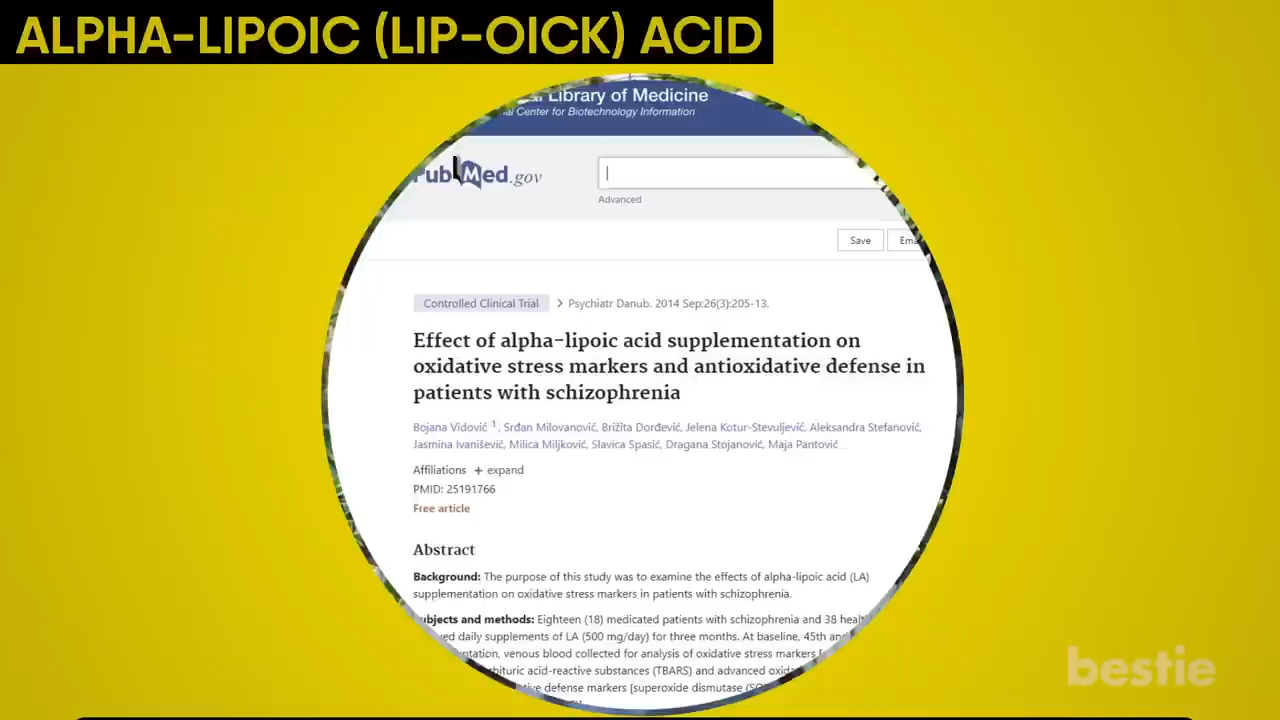 ALPHA-LIPOIC (LIP-OICK) ACID
Library of Medicine
Center for Biotechnology Information
PubMed.gov
Advanced
Save
Controlled Clinical Trial > Psychiatr Danub. 2014 Sep;26(3):205-13.
Effect of alpha-lipoic acid supplementation on
oxidative stress markers and antioxidative defense in
patients with schizophrenia
Bojana Vidović 1, Srđan Milovanović, Brižita Dorđević, Jelena Kotur-Stevuljević, Aleksandra Stefanović,
Jasmina Ivanišević, Milica Miljković, Slavica Spasić, Dragana Stojanović, Maja Pantović
Affiliations + expand
PMID: 25191766
Free article
Abstract
Background: The purpose of this study was to examine the effects of alpha-lipoic acid (LA)
supplementation on oxidative stress markers in patients with schizophrenia.
and methods: Eighteen (18) medicated patients with schizophrenia and 38
daily supplements of LA (500 mg/day) for three months. At baseline, 45th and
venous blood collected for analysis of oxidative stress markers
acid-reactive substances (TBARS) and advanced
defense markers [superoxide dismutase
bestie